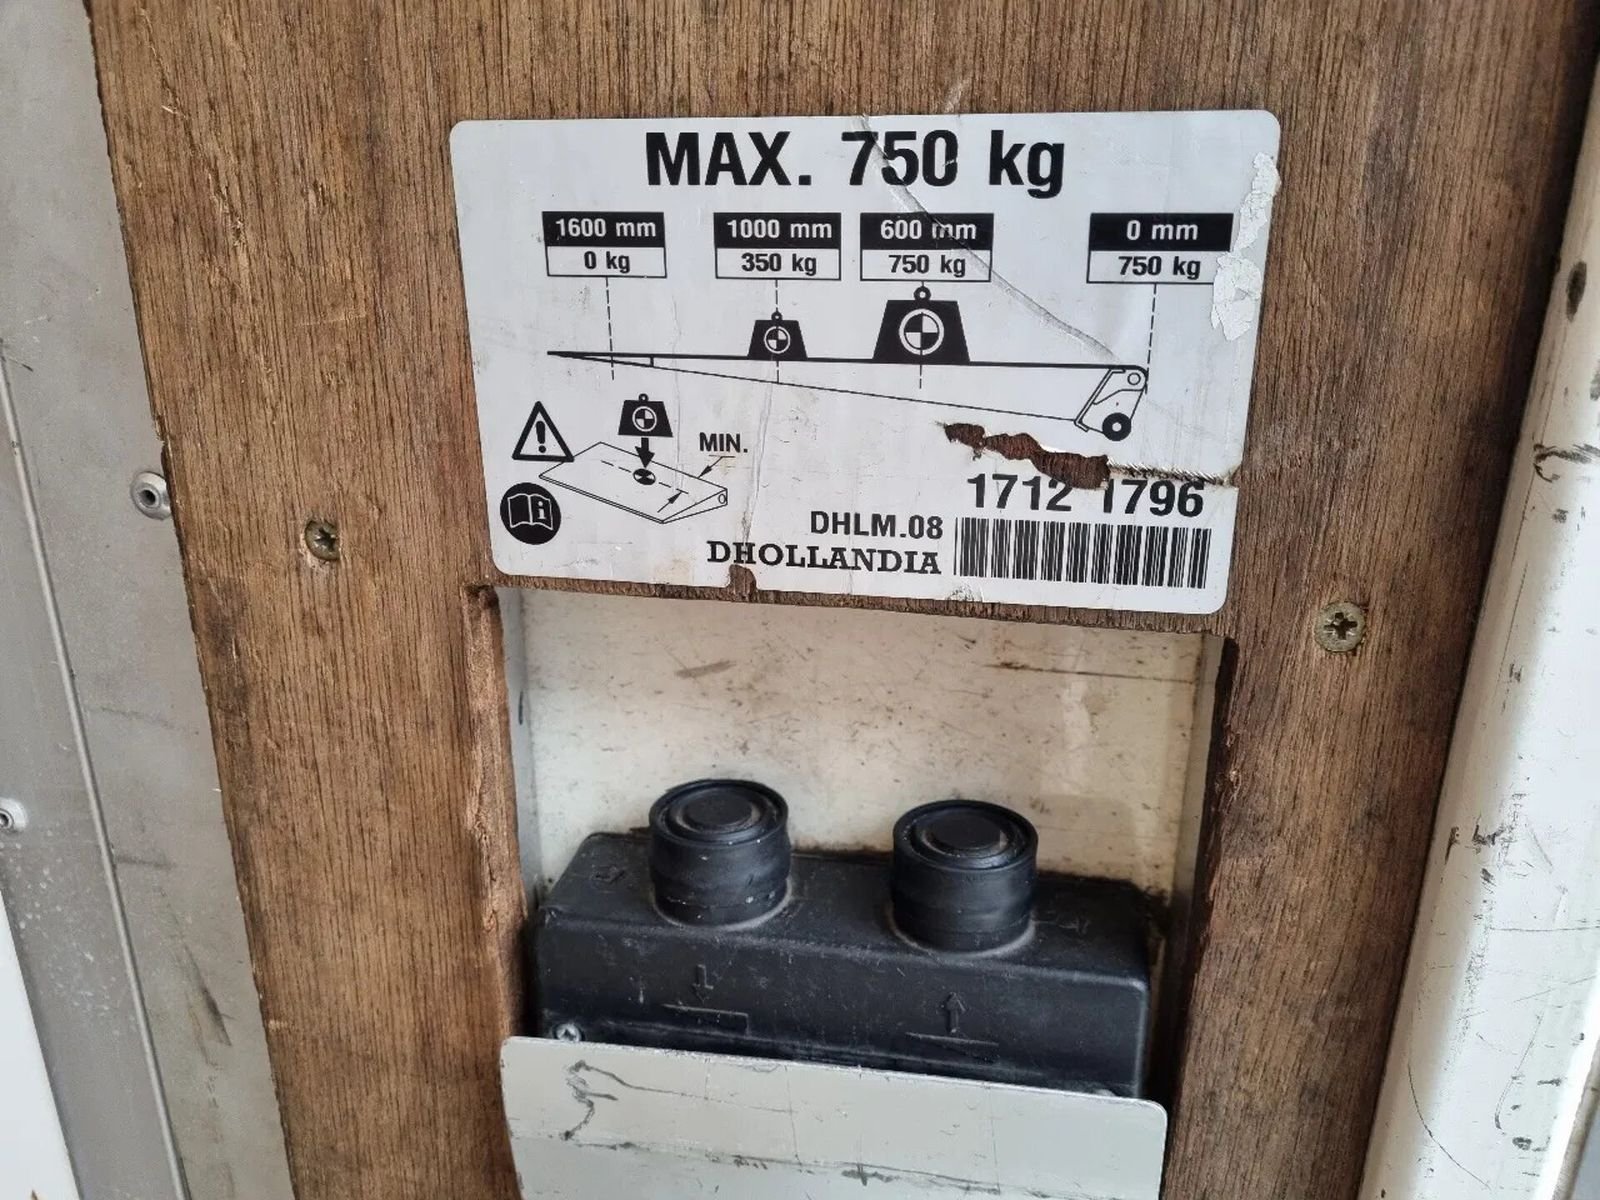 MAX. 750 kg
1600 mm 1000 mm 600 mm 0 mm
0 kg 350 kg 750 kg 750 kg
MIN.
1712 1796
DHLM.08
DHOLLANDIA